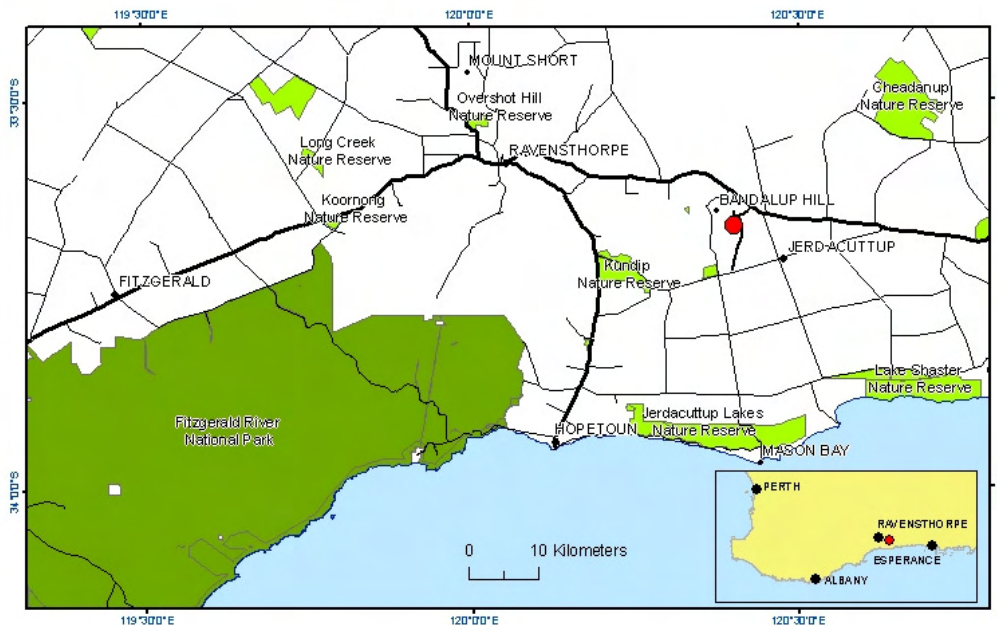 119°30'0"E
120°0'0"E
120°30'0"E
33°30'0"S
MOUNT SHORT
Overshot Hill
Nature Reserve
Cheadanup
Nature Reserve
Long Creek
Nature Reserve
RAVENSTHORPE
Koornong
Nature Reserve
BANDALUP HILL
JERDACUTTUP
Kundip
Nature Reserve
FITZGERALD
Lake Shaster
Nature Reserve
Fitzgerald River
National Park
Jerdacuttup Lakes
Nature Reserve
HOPETOUN
MASON BAY
34°0'0"S
0 10 Kilometers
PERTH
RAVENSTHORPE
ESPERANCE
ALBANY
119°30'0"E
120°0'0"E
120°30'0"E